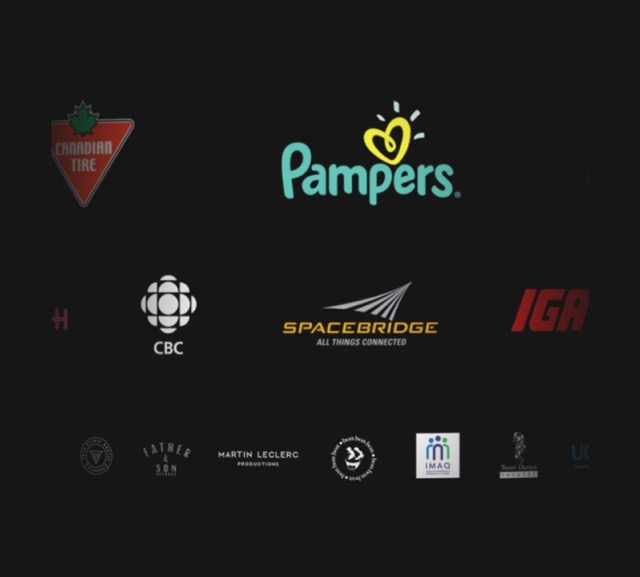 CANADIAN
TIRE
Pampers
H
CBC
SPACEBRIDGE
ALL THINGS CONNECTED
IGA
FATHER
& SON
MARTIN LECLERC
PRODUCTIONS
IMAQ